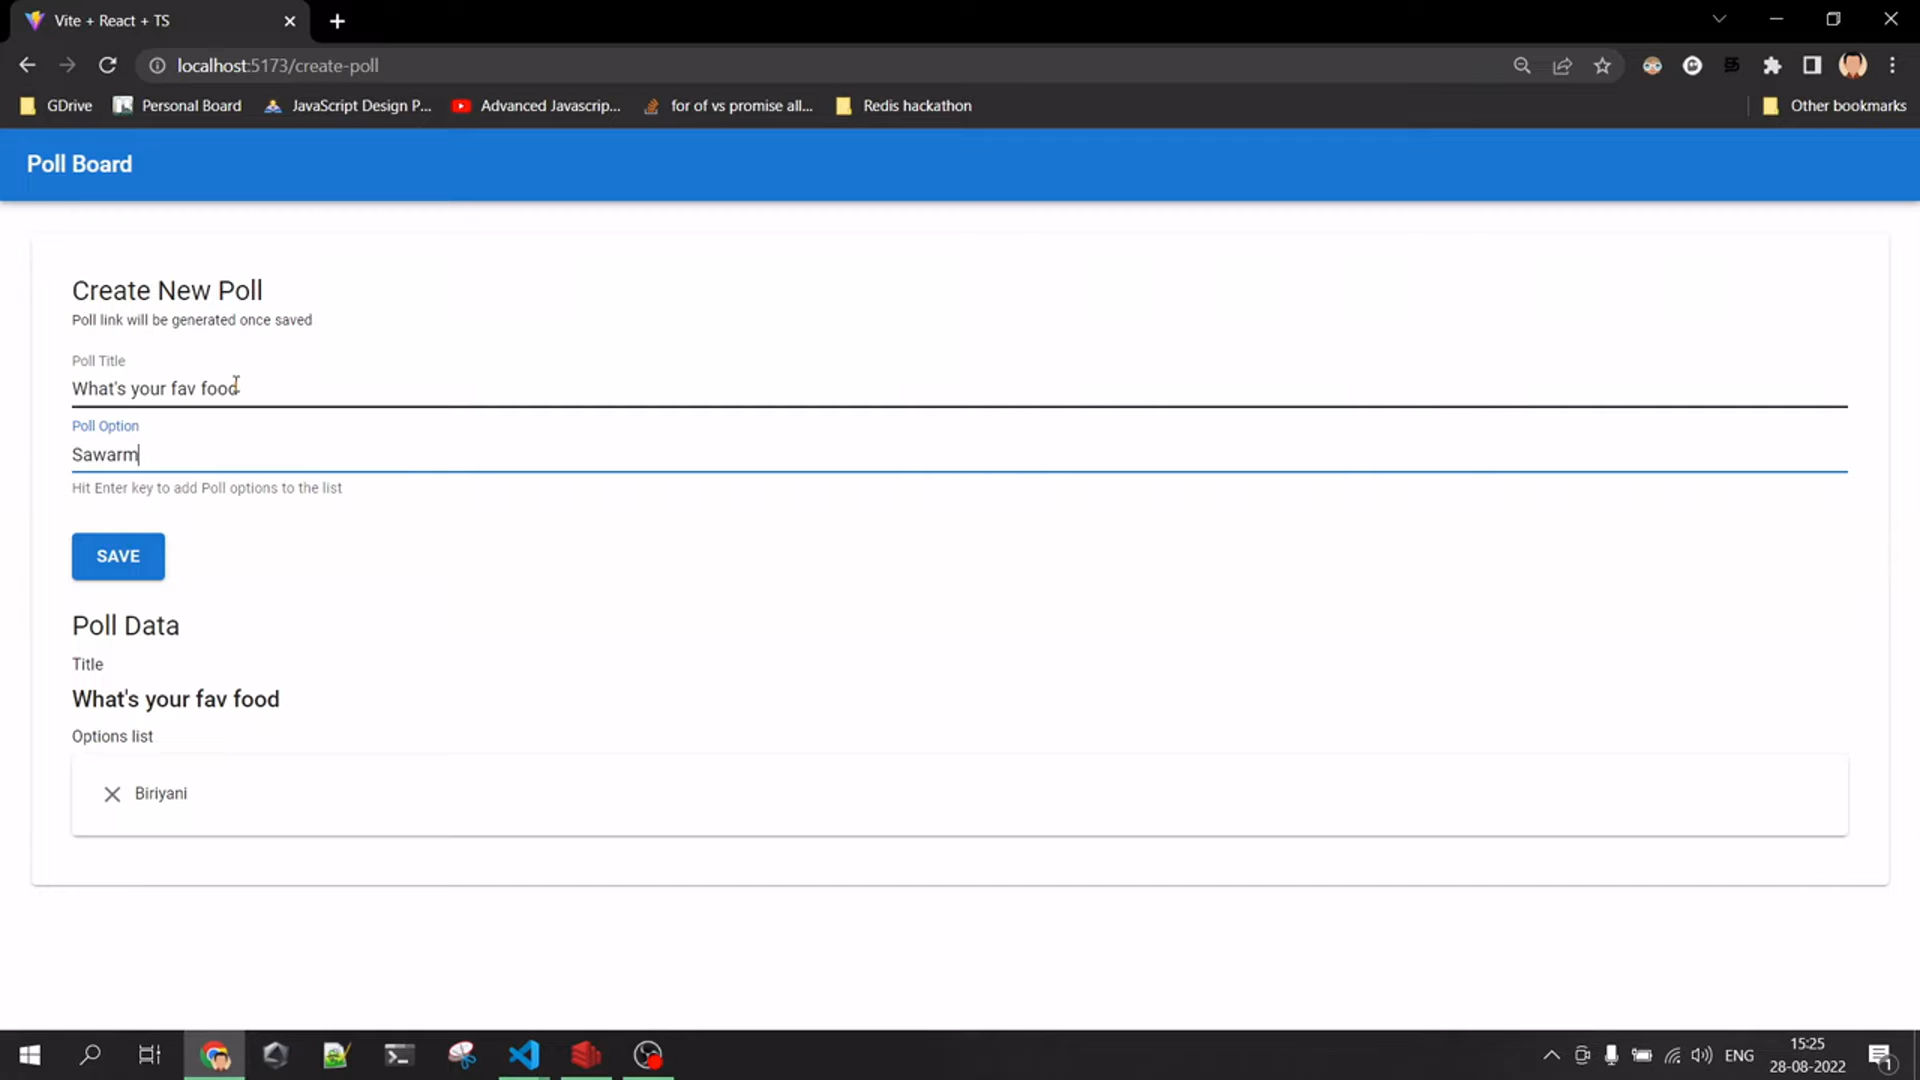 Vite + React + TS
localhost:5173/create-poll
GDrive
Personal Board
JavaScript Design P...
Advanced Javascrip...
for of vs promise all...
Redis hackathon
Other bookmarks
Poll Board
Create New Poll
Poll link will be generated once saved
Poll Title
What's your fav food
Poll Option
Sawarm
Hit Enter key to add Poll options to the list
SAVE
Poll Data
Title
What's your fav food
Options list
Biriyani
ENG
15:25
28-08-2022
1